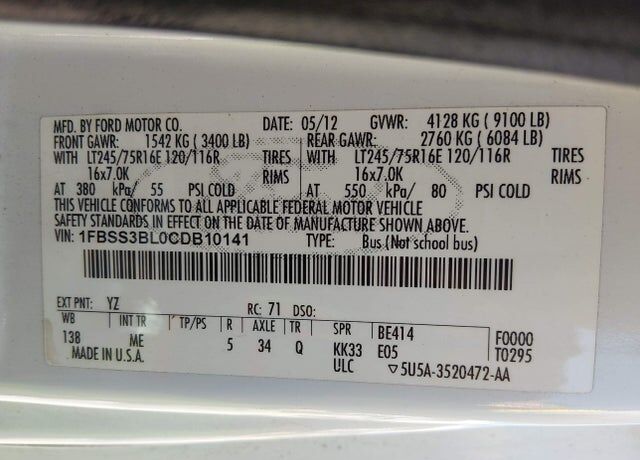 MFD. BY FORD MOTOR CO. DATE: 05/12 GVWR: 4128 KG ( 9100 LB)
FRONT GAWR: 1542 KG ( 3400 LB) REAR GAWR: 2760 KG ( 6084 LB)
WITH LT245/75R16E 120/116R TIRES WITH LT245/75R16E 120/116R TIRES
16x7.0K RIMS 16x7.0K RIMS
AT 380 kPa/ 55 PSI COLD AT 550 kPa/ 80 PSI COLD
THIS VEHICLE CONFORMS TO ALL APPLICABLE FEDERAL MOTOR VEHICLE
SAFETY STANDARDS IN EFFECT ON THE DATE OF MANUFACTURE SHOWN ABOVE.
VIN: 1FBSS3BL0CDB10141 TYPE: Bus (Not school bus)
EXT PNT: YZ RC: 71 DSO:
WB INT TR TP/PS R AXLE TR SPR BE414 F0000
138 ME 5 34 Q KK33 E05 T0295
MADE IN U.S.A. ULC ▽5U5A-3520472-AA